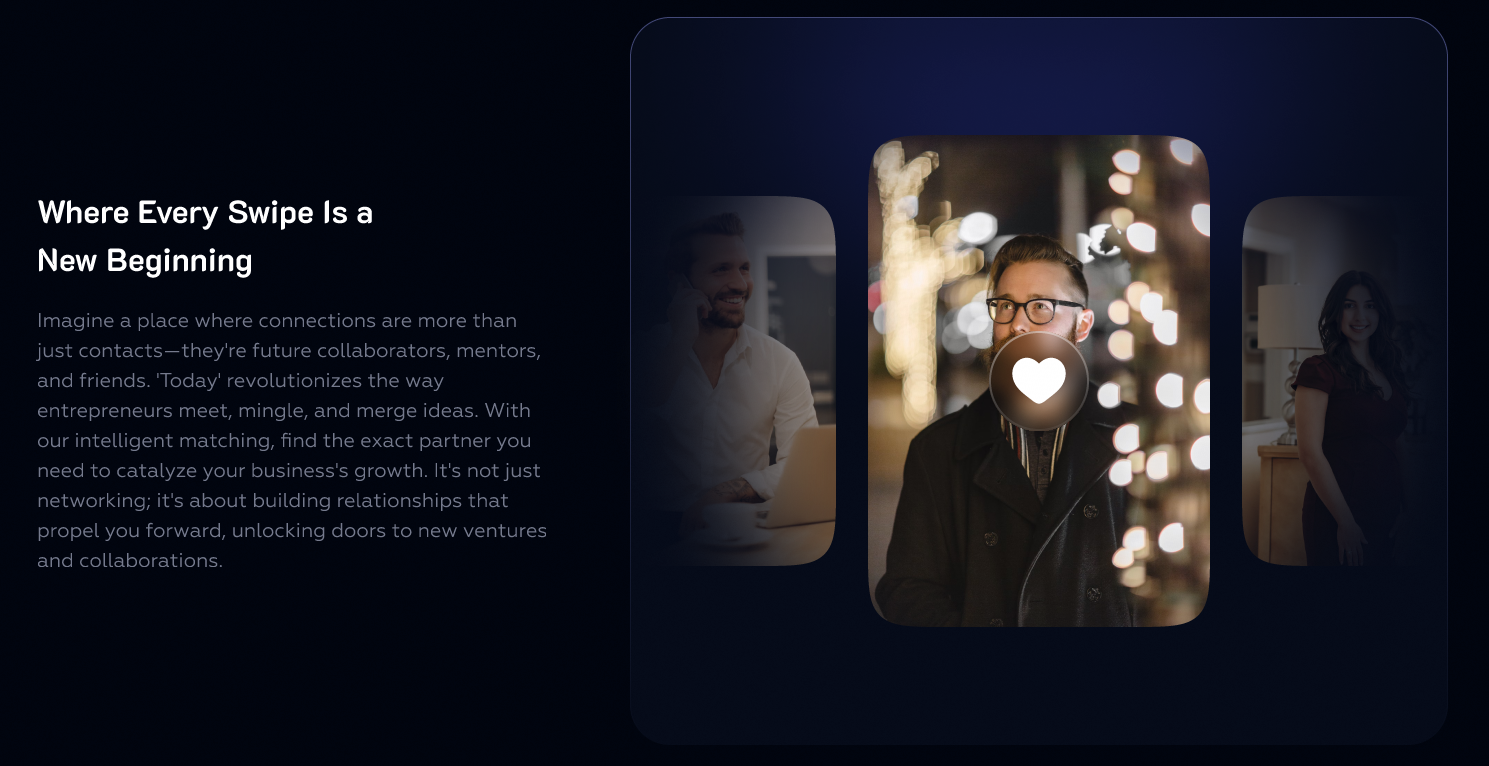 Where Every Swipe Is a
New Beginning
Imagine a place where connections are more than
just contacts—they're future collaborators, mentors,
and friends. 'Today' revolutionizes the way
entrepreneurs meet, mingle, and merge ideas. With
our intelligent matching, find the exact partner you
need to catalyze your business's growth. It's not just
networking; it's about building relationships that
propel you forward, unlocking doors to new ventures
and collaborations.